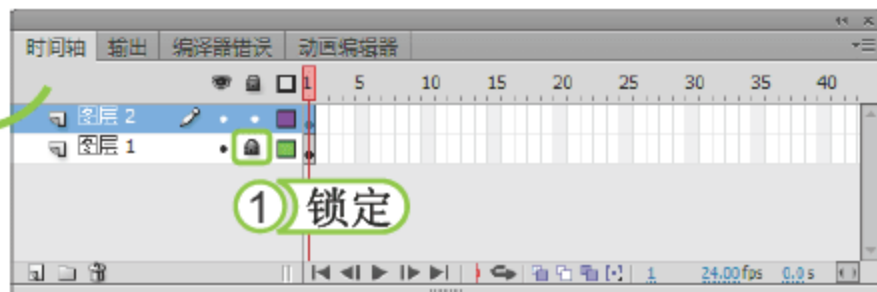 时间轴 输出 编译器错误 动画编辑器
1 5 10 15 20 25 30 35 40
图层 2
图层 1
① 锁定
1 24.00fps 0.0s